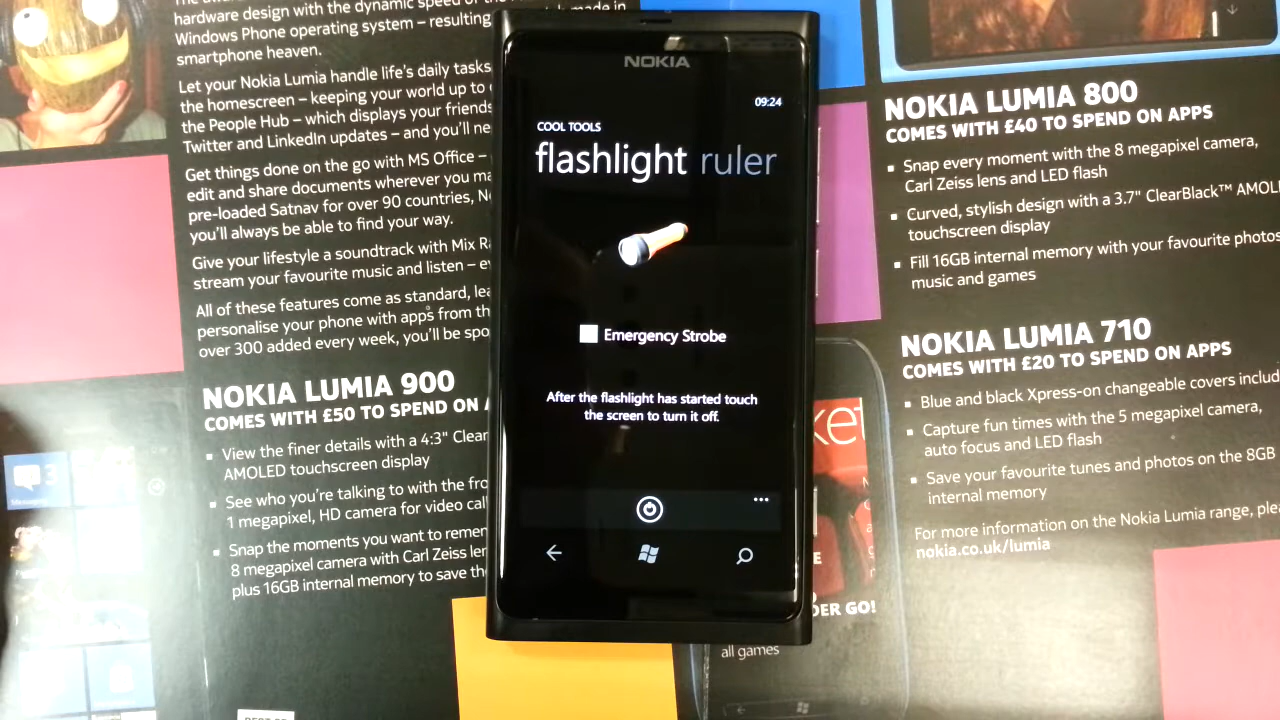 hardware design with the dynamic speed of the
made in
Windows Phone operating system – resulting
smartphone heaven.
Let your Nokia Lumia handle life's daily tasks
the homescreen – keeping your world up to
the People Hub – which displays your friends
Twitter and LinkedIn updates – and you'll
Get things done on the go with MS Office –
edit and share documents wherever you
pre-loaded Satnav for over 90 countries,
you'll always be able to find your way.
Give your lifestyle a soundtrack with Mix
stream your favourite music and listen –
All of these features come as standard,
personalise your phone with apps from
over 300 added every week, you'll be
NOKIA LUMIA 900
COMES WITH £50 TO SPEND ON
View the finer details with a 4:3" Clear
AMOLED touchscreen display
See who you're talking to with the
1 megapixel, HD camera for video
Snap the moments you want to
8 megapixel camera with Carl Zeiss
plus 16GB internal memory to save
NOKIA
09:24
COOL TOOLS
flashlight ruler
Emergency Strobe
After the flashlight has started touch
the screen to turn it off.
...
NOKIA LUMIA 800
COMES WITH £40 TO SPEND ON APPS
Snap every moment with the 8 megapixel camera,
Carl Zeiss lens and LED flash
Curved, stylish design with a 3.7" ClearBlack™ AMOL
touchscreen display
Fill 16GB internal memory with your favourite photos
music and games
NOKIA LUMIA 710
COMES WITH £20 TO SPEND ON APPS
Blue and black Xpress-on changeable covers includ
Capture fun times with the 5 megapixel camera,
auto focus and LED flash
Save your favourite tunes and photos on the 8GB
internal memory
For more information on the Nokia Lumia range,
nokia.co.uk/lumia
ket
DER GO!
all games